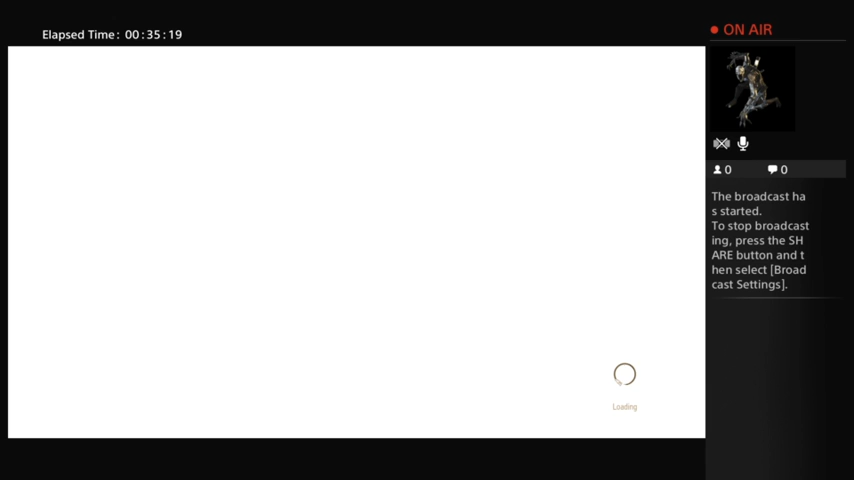 Elapsed Time: 00:35:19
ON AIR
0 0
The broadcast ha
s started.
To stop broadcast
ing, press the SH
ARE button and t
hen select [Broad
cast Settings].
Loading